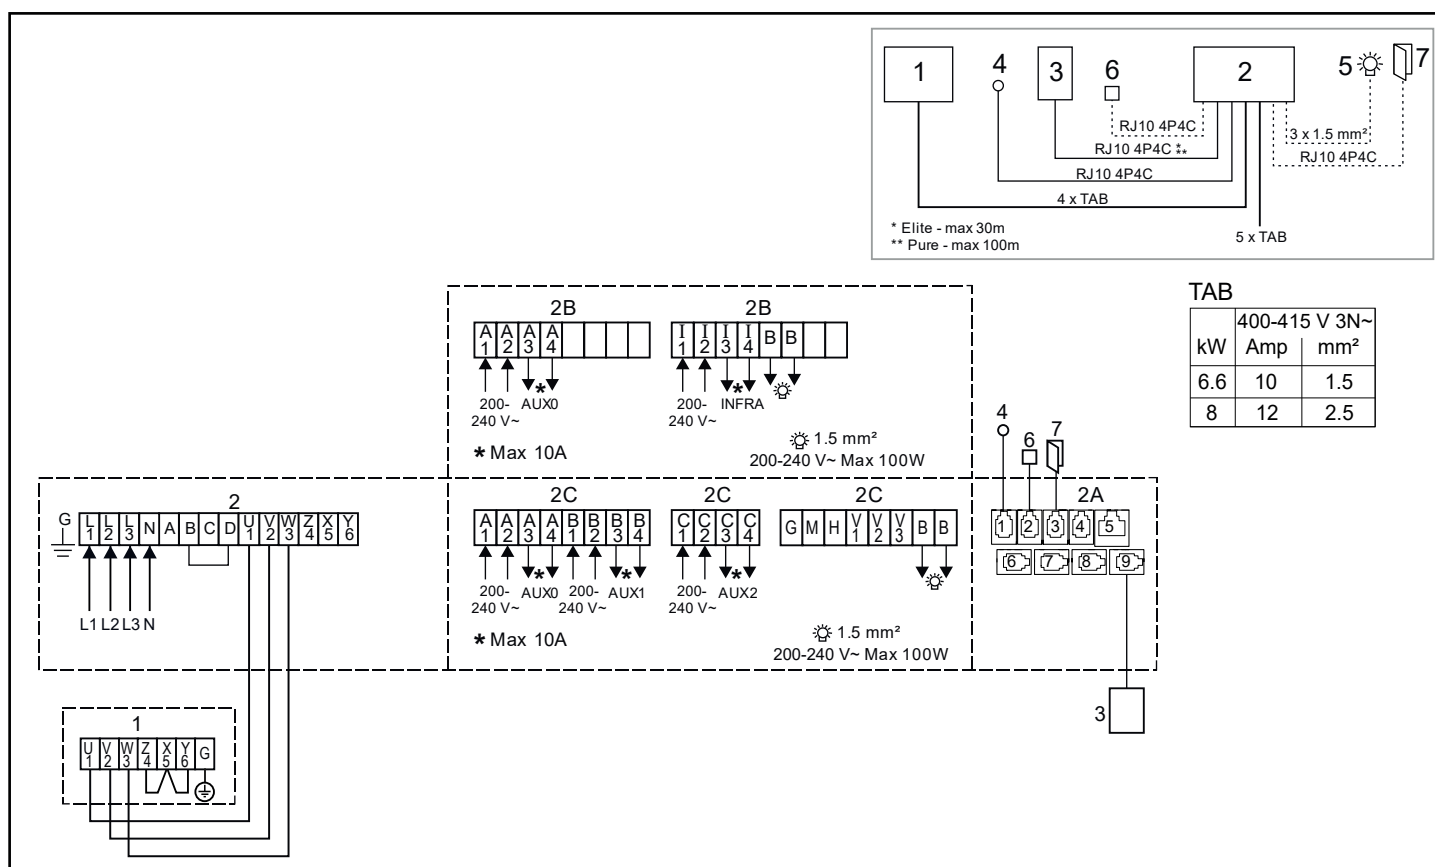 1
4
3
6
2
5
7
RJ10 4P4C
3 x 1.5 mm²
RJ10 4P4C * **
RJ10 4P4C
RJ10 4P4C
4 x TAB
* Elite - max 30m
** Pure - max 100m
5 x TAB
TAB
400-415 V 3N~
kW Amp mm²
6.6 10 1.5
8 12 2.5
2B
A1 A2 A3 A4
200-240 V~
* AUX0
* Max 10A
2B
I1 I2 I3 I4 B B
200-240 V~
* INFRA
1.5 mm²
200-240 V~ Max 100W
2
G L1 L2 L3 N A B C D U1 V2 W3 Z4 X5 Y6
L1 L2 L3 N
2C
A1 A2 A3 A4 B1 B2 B3 B4
200-240 V~
* AUX0
200-240 V~
* AUX1
* Max 10A
2C
C1 C2 C3 C4
200-240 V~
* AUX2
2C
G M H V1 V2 V3 B B
1.5 mm²
200-240 V~ Max 100W
4
6
7
2A
1 2 3 4 5
6 7 8 9
3
1
U1 V2 W3 Z4 X5 Y6 G